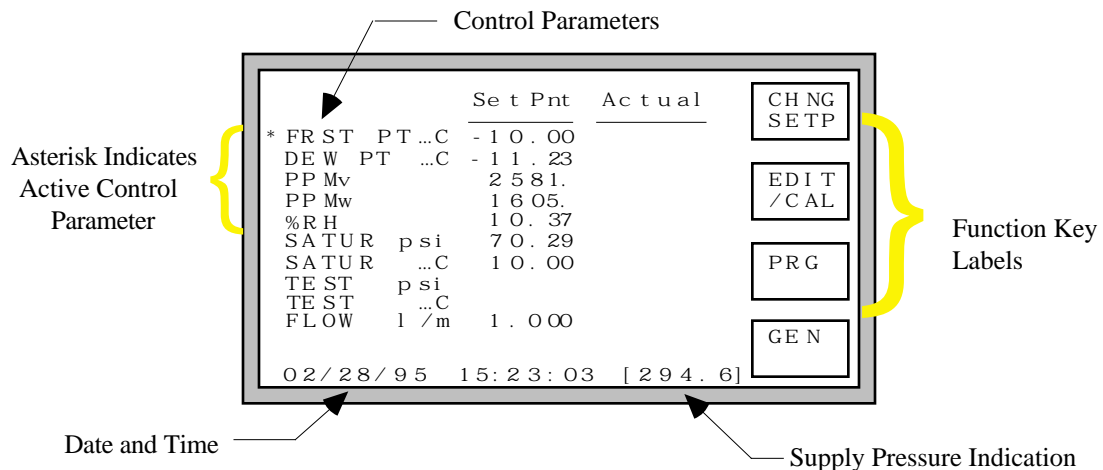 Control Parameters
SetPnt Actual
* FRST PT…C -10.00
DEW PT …C -11.23
PPMv 2581.
PPMw 1605.
%RH 10.37
SATUR psi 70.29
SATUR …C 10.00
TEST psi
TEST …C
FLOW l/m 1.000
02/28/95 15:23:03 [294.6]
CHNG
SETP
EDIT
/CAL
PRG
GEN
Asterisk Indicates
Active Control
Parameter
Function Key
Labels
Date and Time
Supply Pressure Indication